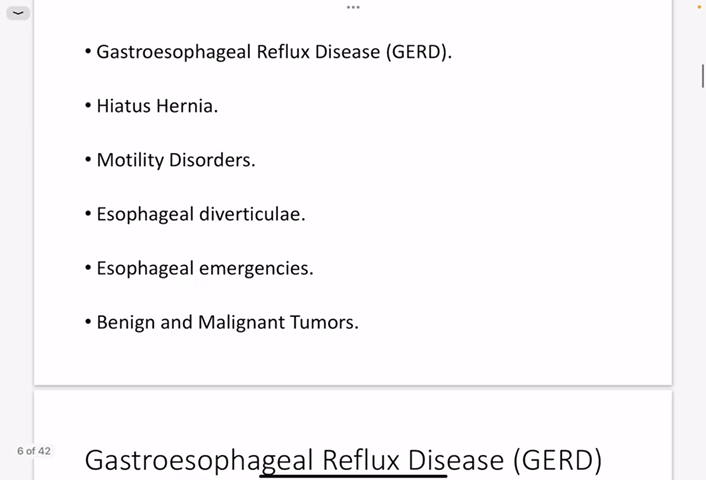 • Gastroesophageal Reflux Disease (GERD).
• Hiatus Hernia.
• Motility Disorders.
• Esophageal diverticulae.
• Esophageal emergencies.
• Benign and Malignant Tumors.
6 of 42
Gastroesophageal Reflux Disease (GERD)